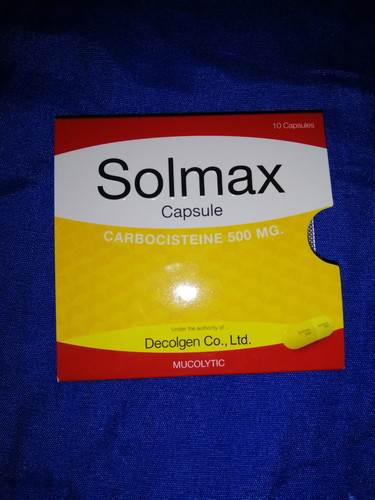 10 Capsules
Solmax
Capsule
CARBOCISTEINE 500 MG.
Under the authority of
Decolgen Co., Ltd.
MUCOLYTIC